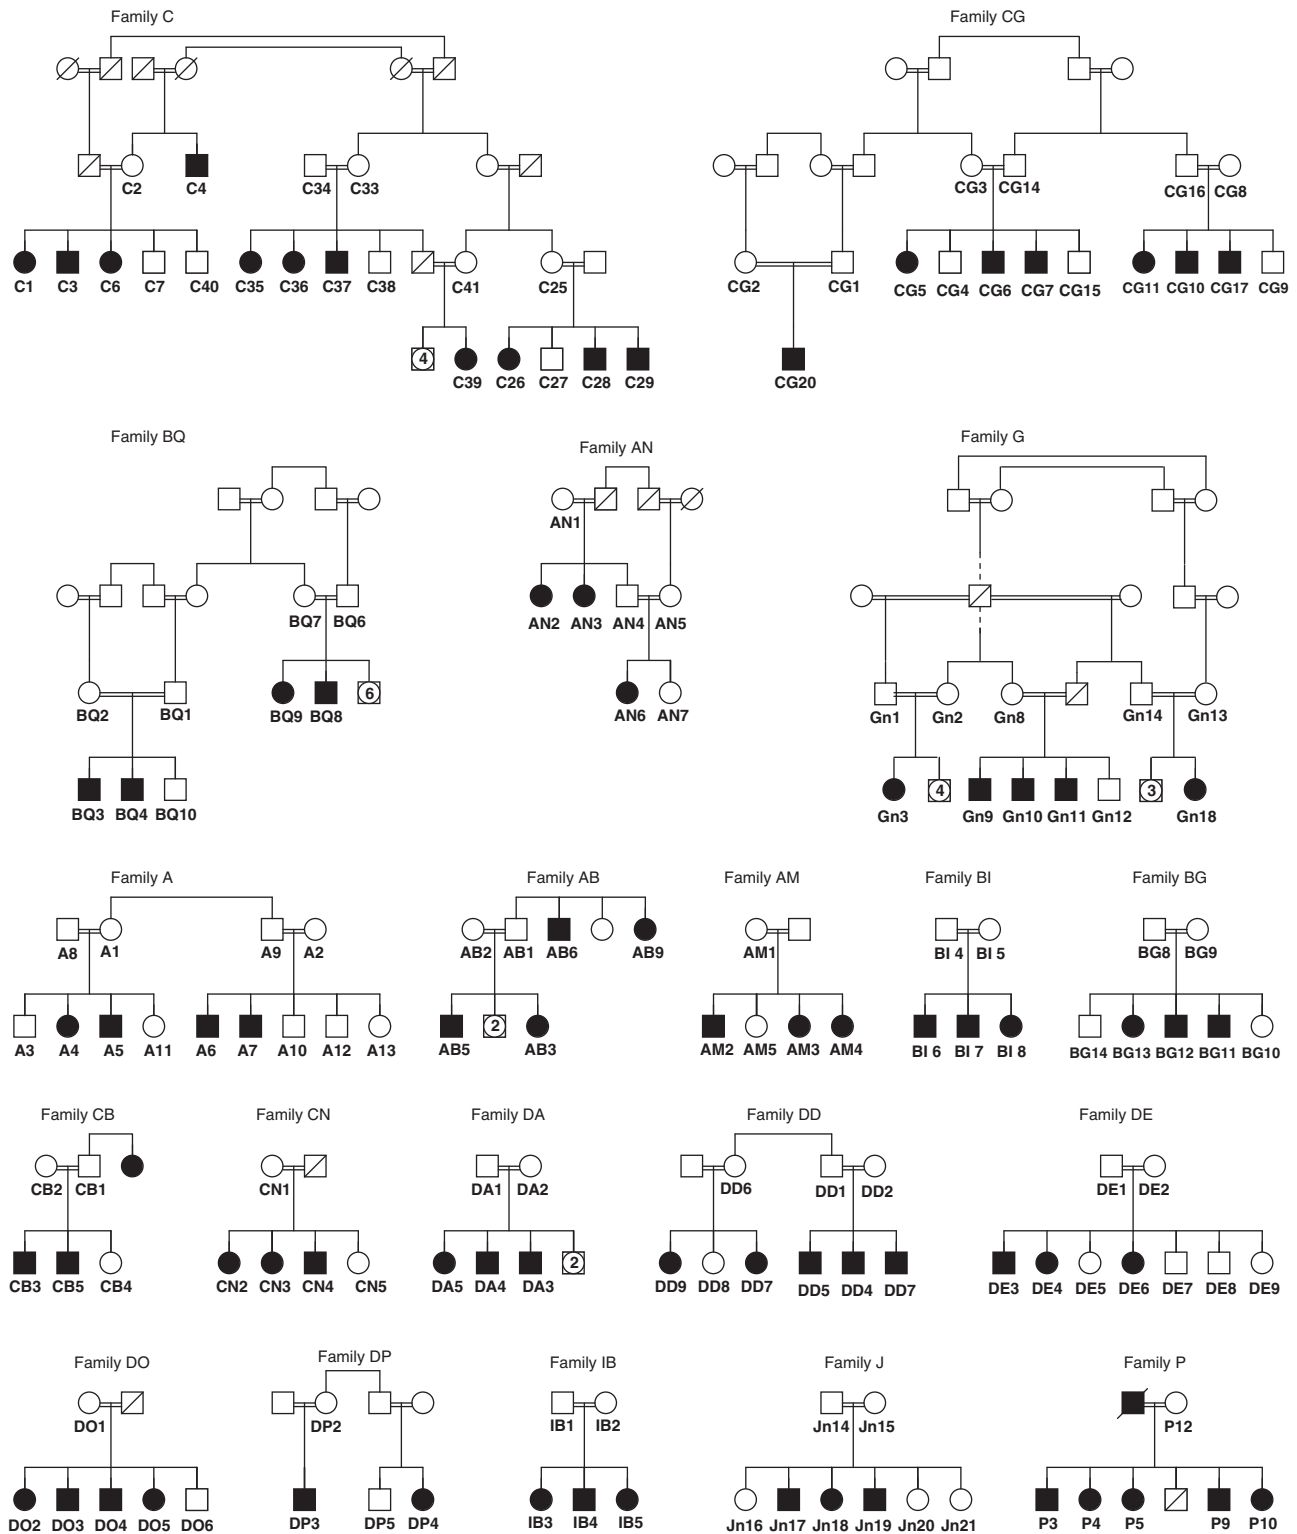 Family C
Family CG
C2 C4 C34 C33
CG3 CG14 CG16 CG8
C1 C3 C6 C7 C40 C35 C36 C37 C38 C41 C25
CG2 CG1 CG5 CG4 CG6 CG7 CG15 CG11 CG10 CG17 CG9
4
C39 C26 C27 C28 C29
CG20
Family BQ
Family AN
Family G
AN1
BQ7 BQ6
AN2 AN3 AN4 AN5
6
BQ2 BQ1
BQ9 BQ8
AN6 AN7
Gn1 Gn2 Gn8 Gn14 Gn13
4
3
BQ3 BQ4 BQ10
Gn3 Gn9 Gn10 Gn11 Gn12 Gn18
Family A
Family AB
Family AM
Family BI
Family BG
A8 A1 A9 A2
AB2 AB1 AB6 AB9
AM1
BI 4 BI 5
BG8 BG9
2
A3 A4 A5 A11 A6 A7 A10 A12 A13
AB5 AB3
AM2 AM5 AM3 AM4
BI 6 BI 7 BI 8
BG14 BG13 BG12 BG11 BG10
Family CB
Family CN
Family DA
Family DD
Family DE
CB2 CB1
CN1
DA1 DA2
DD6 DD1 DD2
DE1 DE2
2
CB3 CB5 CB4
CN2 CN3 CN4 CN5
DA5 DA4 DA3
DD9 DD8 DD7 DD5 DD4 DD7
DE3 DE4 DE5 DE6 DE7 DE8 DE9
Family DO
Family DP
Family IB
Family J
Family P
DO1
DP2
IB1 IB2
Jn14 Jn15
P12
DO2 DO3 DO4 DO5 DO6
DP3 DP5 DP4
IB3 IB4 IB5
Jn16 Jn17 Jn18 Jn19 Jn20 Jn21
P3 P4 P5 P9 P10